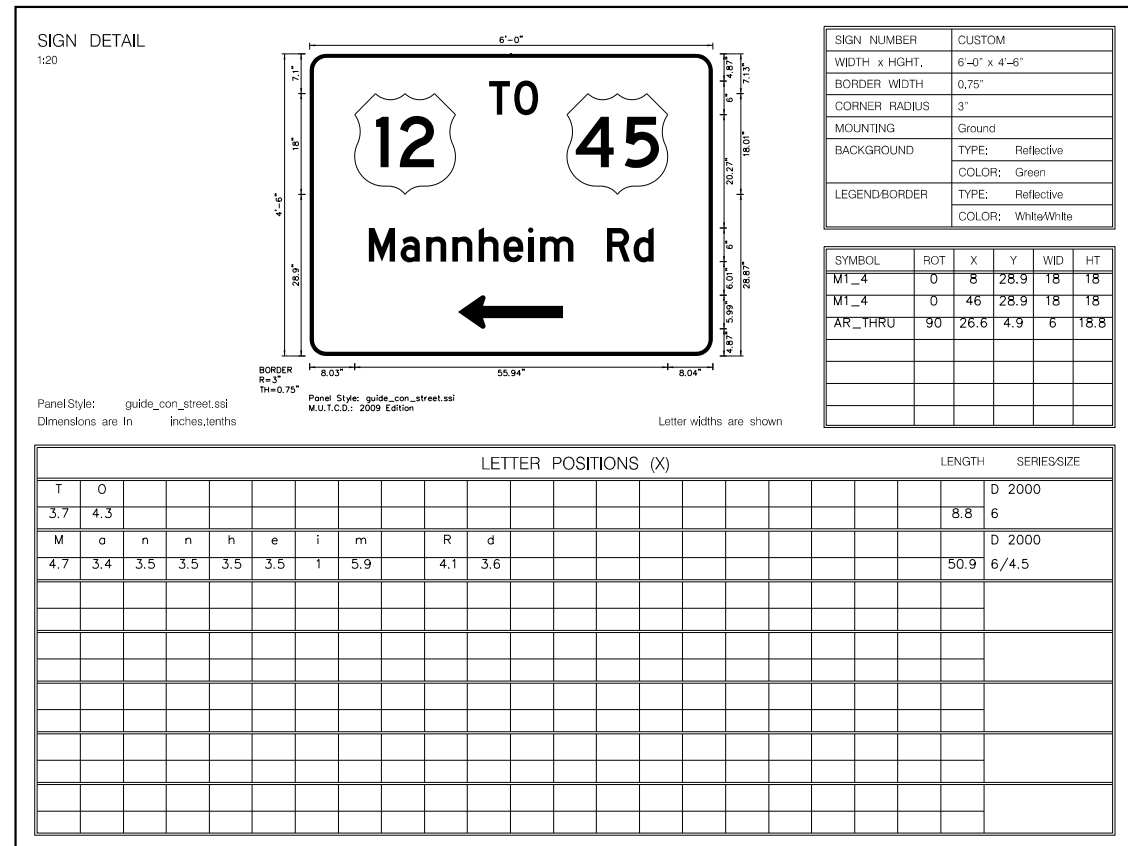 SIGN DETAIL
1:20
6'-0"
7.1"
18"
28.9"
4'-6"
TO
12
45
Mannheim Rd
4.87"
7.13"
6"
20.27"
18.01"
6"
6.01"
28.87"
5.99"
4.87"
8.03" 55.94" 8.04"
BORDER
R=3"
TH=0.75"
Panel Style: guide_con_street.ssi
M.U.T.C.D.: 2009 Edition
Panel Style: guide_con_street.ssi
Dimensions are in inches.tenths
Letter widths are shown
SIGN NUMBER CUSTOM
WIDTH x HGHT. 6'-0" x 4'-6"
BORDER WIDTH 0.75"
CORNER RADIUS 3"
MOUNTING Ground
BACKGROUND TYPE: Reflective
COLOR: Green
LEGEND/BORDER TYPE: Reflective
COLOR: White/White
SYMBOL ROT X Y WID HT
M1_4 0 8 28.9 18 18
M1_4 0 46 28.9 18 18
AR_THRU 90 26.6 4.9 6 18.8
LETTER POSITIONS (X) LENGTH SERIES/SIZE
T O D 2000
3.7 4.3 8.8 6
M a n n h e i m R d D 2000
4.7 3.4 3.5 3.5 3.5 3.5 1 5.9 4.1 3.6 50.9 6/4.5